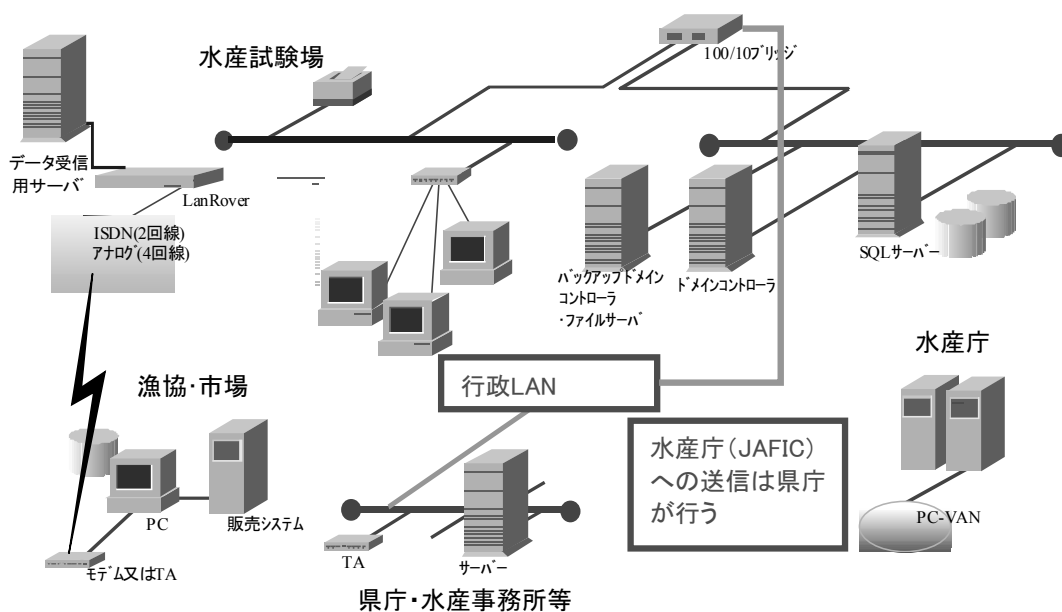 水産試験場
100/10ブリッジ
データ受信
用サーバ
LanRover
ISDN(2回線)
アナログ(4回線)
バックアップドメイン
コントローラ
・ファイルサーバ
ドメインコントローラ
SQLサーバー
漁協・市場
PC
販売システム
モデム又はTA
行政LAN
水産庁(JAFIC)
への送信は県庁
が行う
水産庁
PC-VAN
TA
サーバー
県庁・水産事務所等